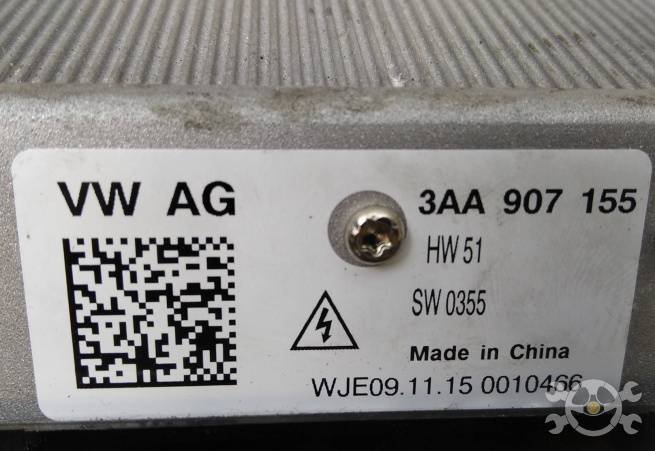 VW AG
3AA 907 155
HW 51
SW 0355
Made in China
WJE09.11.15 0010466